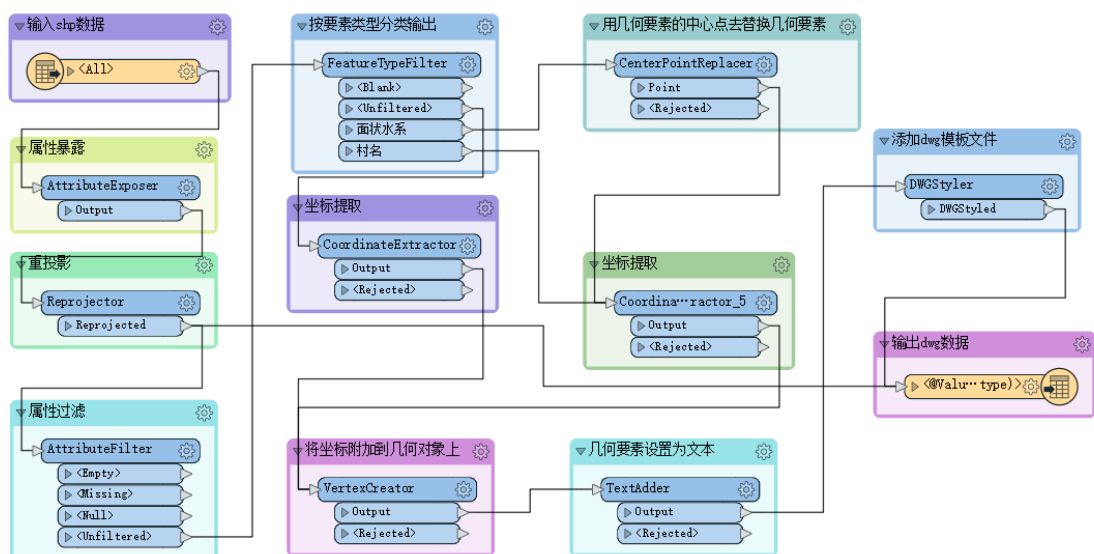 输入shp数据
<All>
属性暴露
AttributeExposer
Output
重投影
Reprojector
Reprojected
属性过滤
AttributeFilter
<Empty>
<Missing>
<Null>
<Unfiltered>
按要素类型分类输出
FeatureTypeFilter
<Blank>
<Unfiltered>
面状水系
村名
坐标提取
CoordinateExtractor
Output
<Rejected>
将坐标附加到几何对象上
VertexCreator
Output
<Rejected>
用几何要素的中心点去替换几何要素
CenterPointReplacer
Point
<Rejected>
坐标提取
Coordina…ractor_5
Output
<Rejected>
几何要素设置为文本
TextAdder
Output
<Rejected>
添加dwg模板文件
DWGStyler
DWGStyled
输出dwg数据
<@Valu…type)>